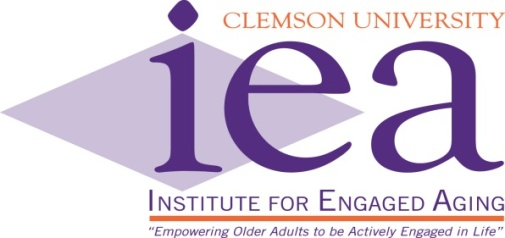 CLEMSON UNIVERSITY
iea
INSTITUTE FOR ENGAGED AGING
"Empowering Older Adults to be Actively Engaged in Life"